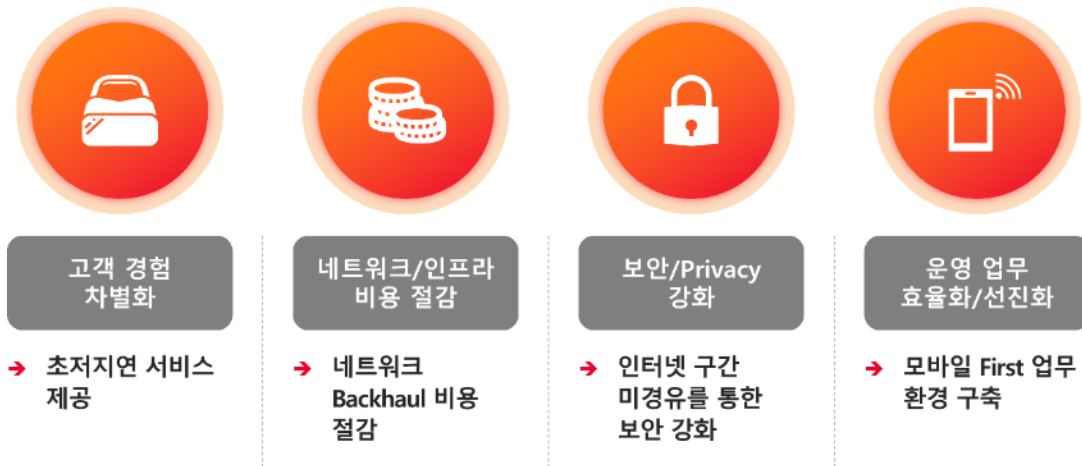 고객 경험
차별화
➔ 초저지연 서비스
제공
네트워크/인프라
비용 절감
➔ 네트워크
Backhaul 비용
절감
보안/Privacy
강화
➔ 인터넷 구간
미경유를 통한
보안 강화
운영 업무
효율화/선진화
➔ 모바일 First 업무
환경 구축